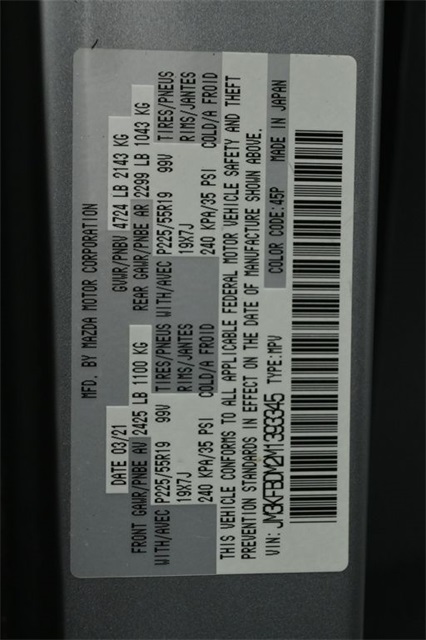 MFD. BY MAZDA MOTOR CORPORATION
DATE 03/21 GVWR/PNBV 4724 LB 2143 KG
FRONT GAWR/PNBE AV 2425 LB 1100 KG REAR GAWR/PNBE AR 2299 LB 1043 KG
WITH/AVEC P225/55R19 99V TIRES/PNEUS WITH/AVEC P225/55R19 99V TIRES/PNEUS
19X7J RIMS/JANTES 19X7J RIMS/JANTES
240 KPA/35 PSI COLD/A FROID 240 KPA/35 PSI COLD/A FROID
THIS VEHICLE CONFORMS TO ALL APPLICABLE FEDERAL MOTOR VEHICLE SAFETY AND THEFT
PREVENTION STANDARDS IN EFFECT ON THE DATE OF MANUFACTURE SHOWN ABOVE.
VIN: JM3KFBDM2M1393345 TYPE:MPV COLOR CODE:45P MADE IN JAPAN